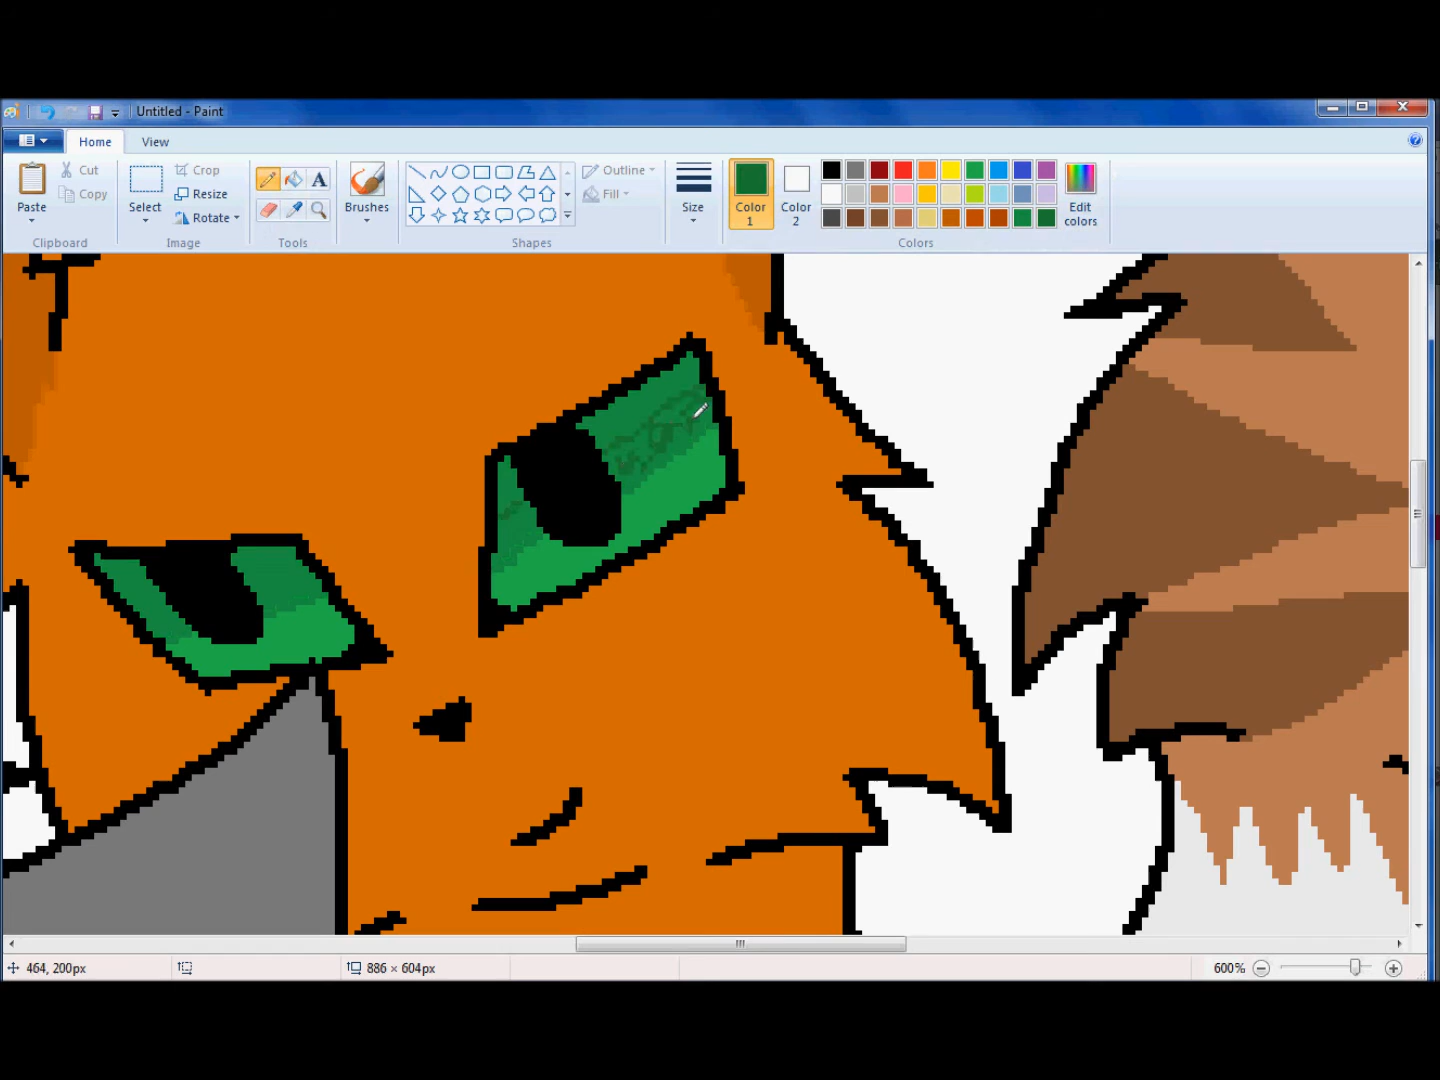 Untitled - Paint
Home View
Paste Cut Copy
Clipboard
Select Crop Resize Rotate
Image
A
Tools
Brushes
Outline Fill
Shapes
Size
Color 1
Color 2
Edit colors
Colors
464, 200px
886 × 604px
600%